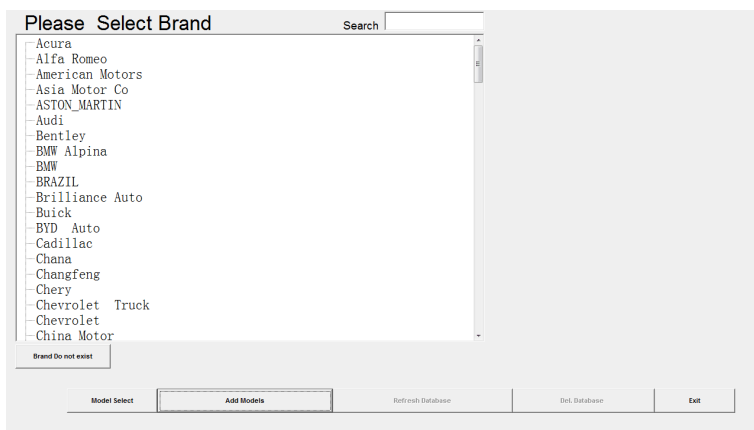 Please Select Brand
Search
Acura
Alfa Romeo
American Motors
Asia Motor Co
ASTON_MARTIN
Audi
Bentley
BMW Alpina
BMW
BRAZIL
Brilliance Auto
Buick
BYD Auto
Cadillac
Chana
Changfeng
Chery
Chevrolet Truck
Chevrolet
China Motor
Brand Do not exist
Model Select Add Models Refresh Database Del. Database Exit